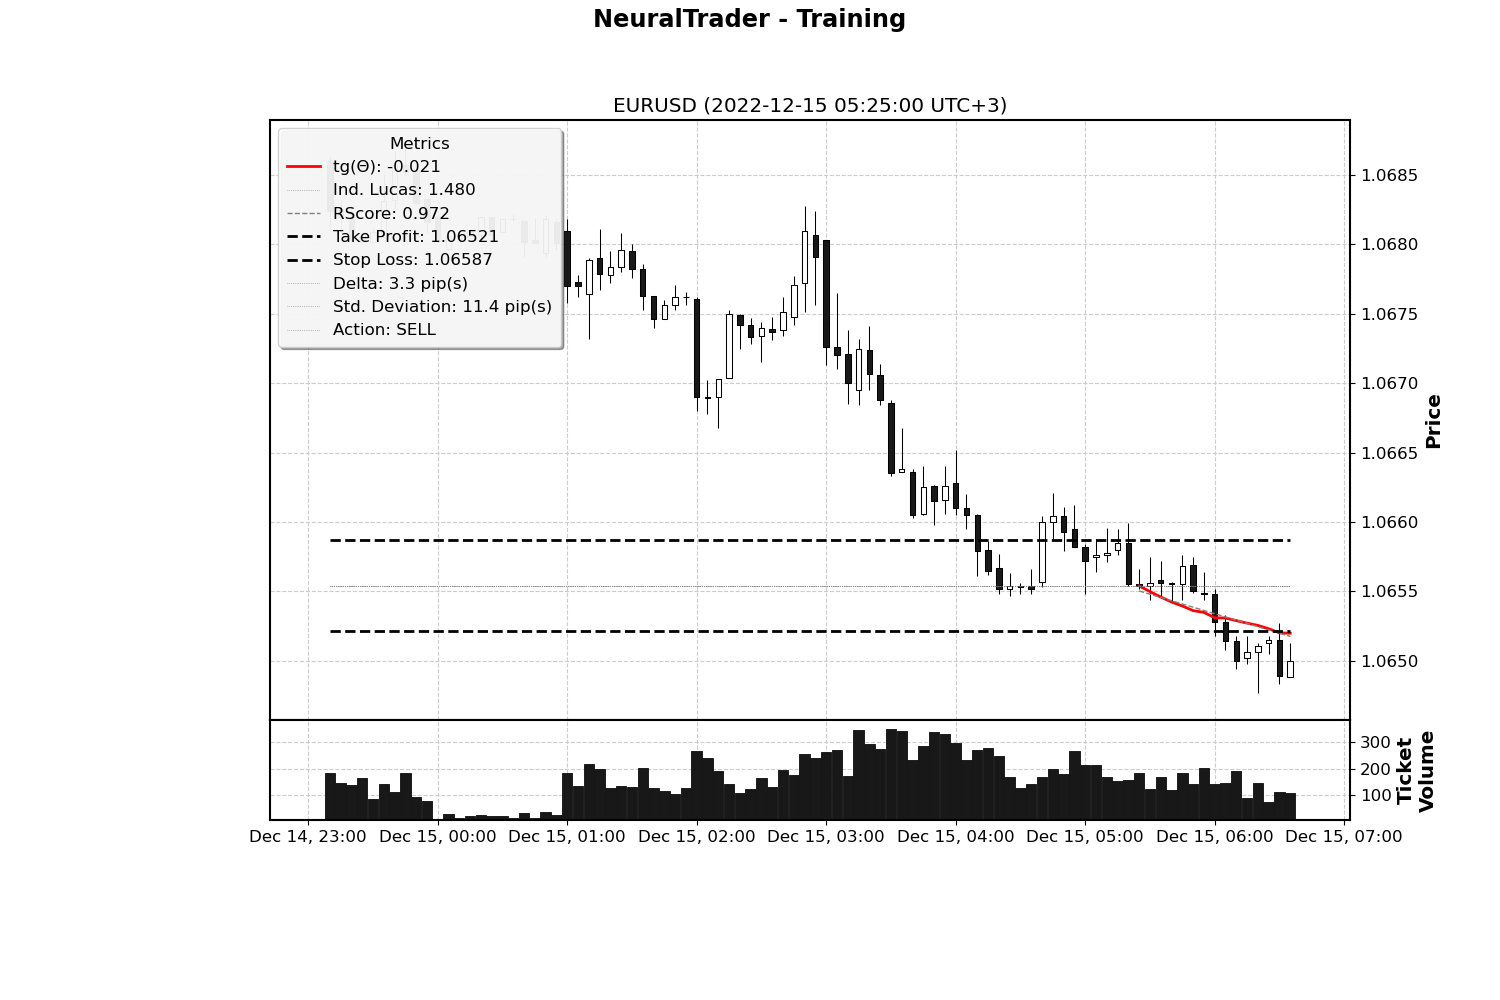 NeuralTrader - Training
EURUSD (2022-12-15 05:25:00 UTC+3)
Metrics
tg(Θ): -0.021
Ind. Lucas: 1.480
RScore: 0.972
Take Profit: 1.06521
Stop Loss: 1.06587
Delta: 3.3 pip(s)
Std. Deviation: 11.4 pip(s)
Action: SELL
1.0685
1.0680
1.0675
1.0670
1.0665
1.0660
1.0655
1.0650
Price
300
200
100
Ticket
Volume
Dec 14, 23:00
Dec 15, 00:00
Dec 15, 01:00
Dec 15, 02:00
Dec 15, 03:00
Dec 15, 04:00
Dec 15, 05:00
Dec 15, 06:00
Dec 15, 07:00